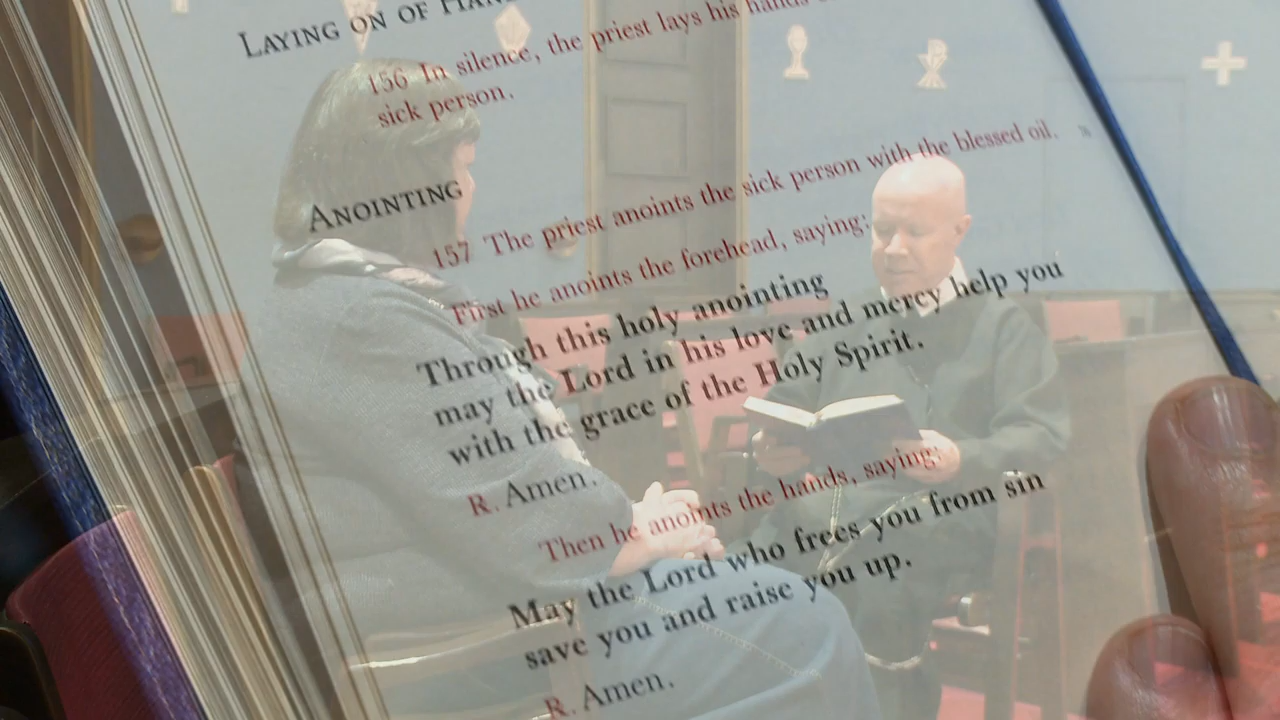 LAYING ON OF
156 In silence, the priest lays his hands
sick person.
ANOINTING
157 The priest anoints the sick person with the blessed oil.
First he anoints the forehead, saying:
Through this holy anointing
may the Lord in his love and mercy help you
with the grace of the Holy Spirit.
R. Amen.
Then he anoints the hands, saying:
May the Lord who frees you from sin
save you and raise you up.
R. Amen.